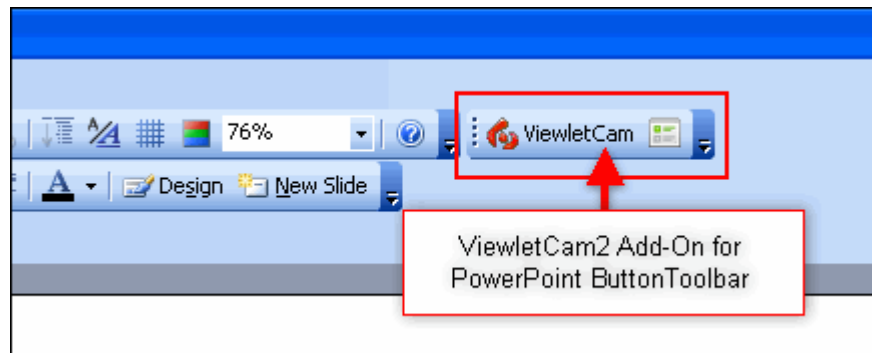 76%
ViewletCam
A
Design New Slide
ViewletCam2 Add-On for
PowerPoint ButtonToolbar